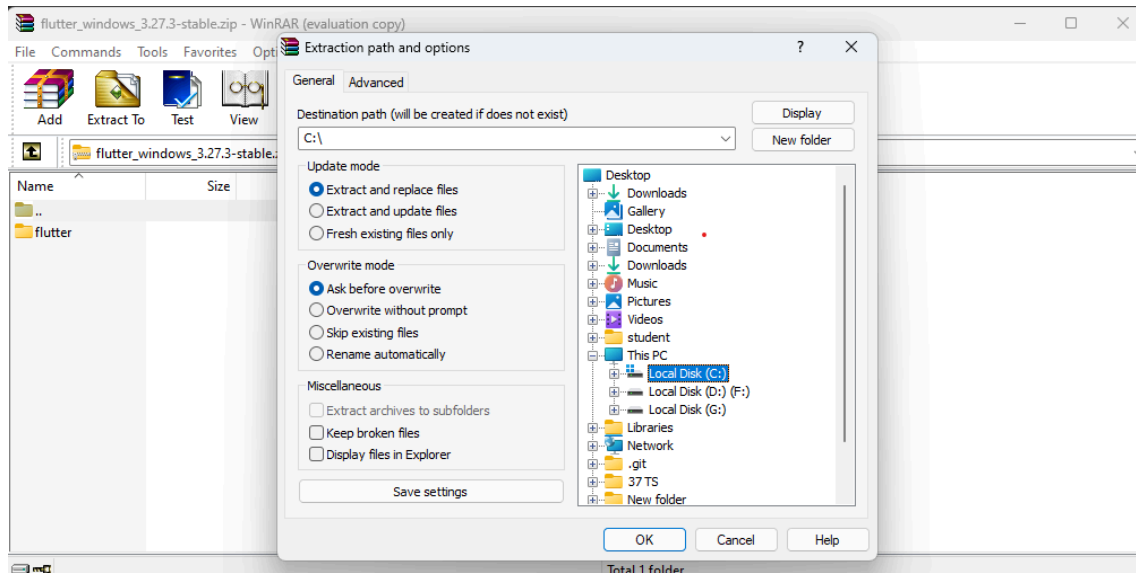 flutter_windows_3.27.3-stable.zip - WinRAR (evaluation copy)
File Commands Tools Favorites Opti
Add Extract To Test View
flutter_windows_3.27.3-stable.
Name Size
..
flutter
Extraction path and options
? 
General Advanced
Destination path (will be created if does not exist)
Display
C:\
New folder
Update mode
Extract and replace files
Extract and update files
Fresh existing files only
Overwrite mode
Ask before overwrite
Overwrite without prompt
Skip existing files
Rename automatically
Miscellaneous
Extract archives to subfolders
Keep broken files
Display files in Explorer
Save settings
Desktop
Downloads
Gallery
Desktop
Documents
Downloads
Music
Pictures
Videos
student
This PC
Local Disk (C:)
Local Disk (D:) (F:)
Local Disk (G:)
Libraries
Network
.git
37 TS
New folder
OK Cancel Help
Total 1 folder